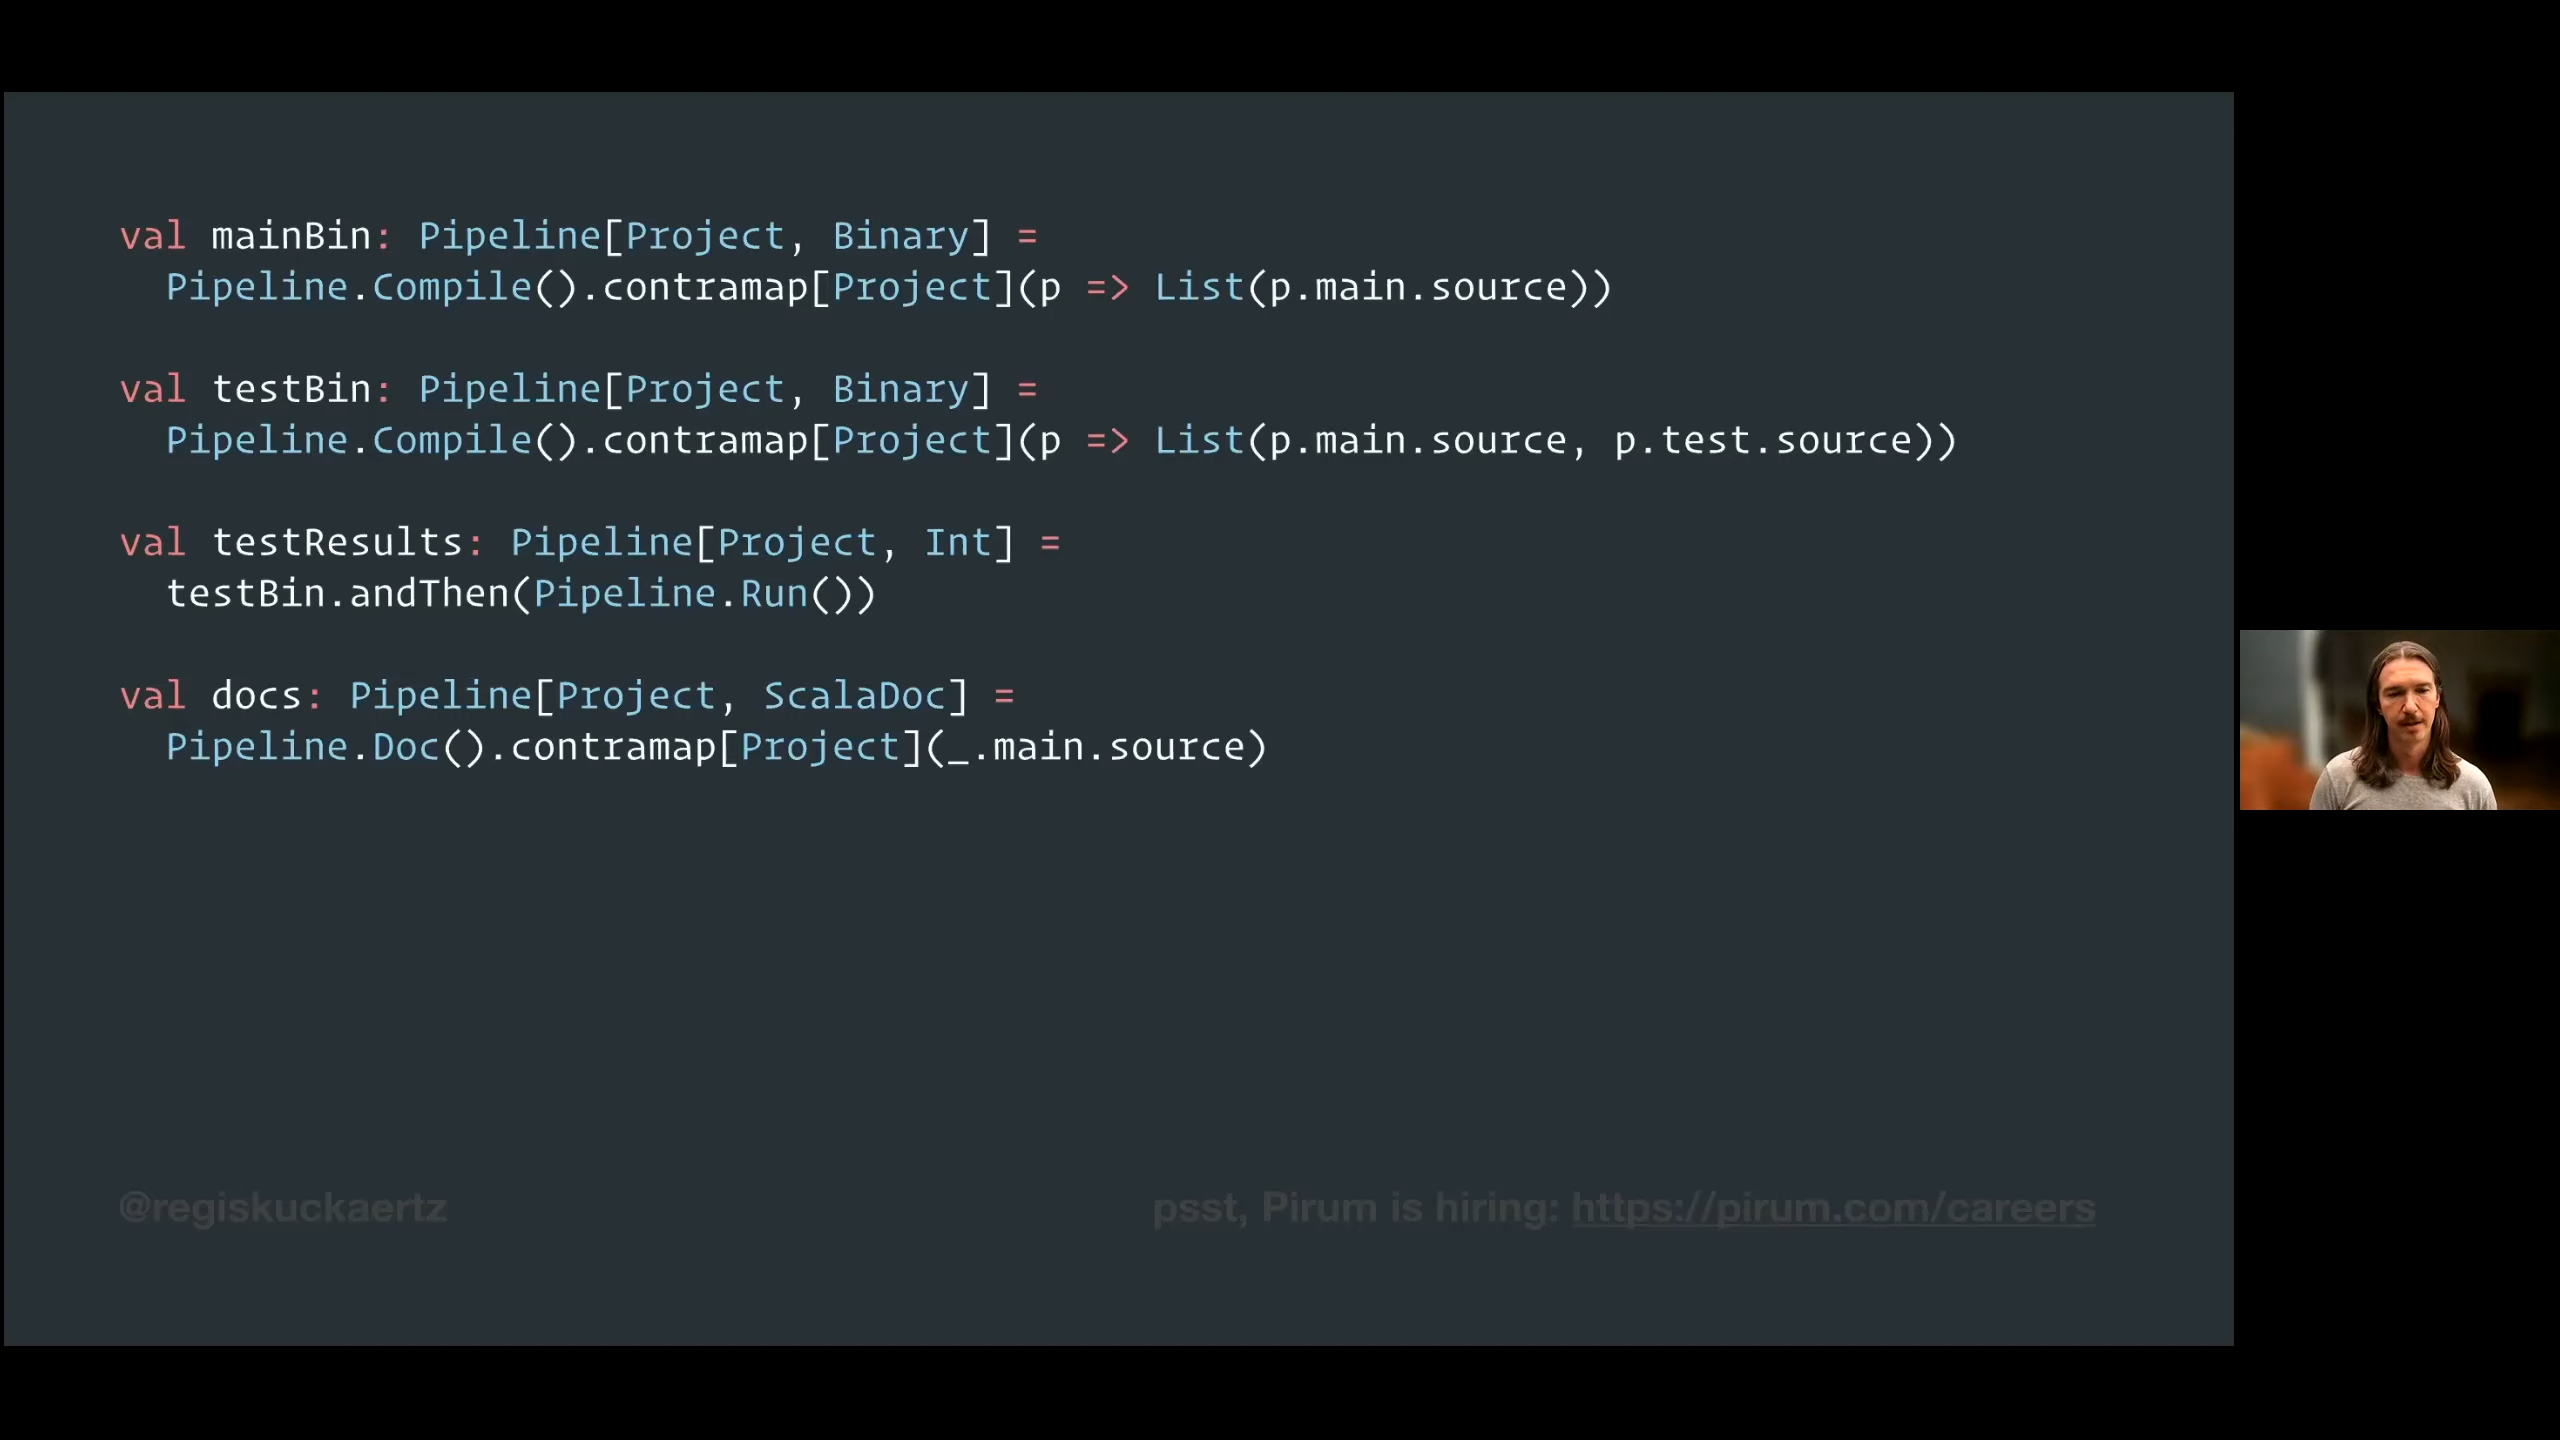 val mainBin: Pipeline[Project, Binary] =
  Pipeline.Compile().contramap[Project](p => List(p.main.source))
val testBin: Pipeline[Project, Binary] =
  Pipeline.Compile().contramap[Project](p => List(p.main.source, p.test.source))
val testResults: Pipeline[Project, Int] =
  testBin.andThen(Pipeline.Run())
val docs: Pipeline[Project, ScalaDoc] =
  Pipeline.Doc().contramap[Project](_.main.source)
@regiskuckaertz
psst, Pirum is hiring: https://pirum.com/careers